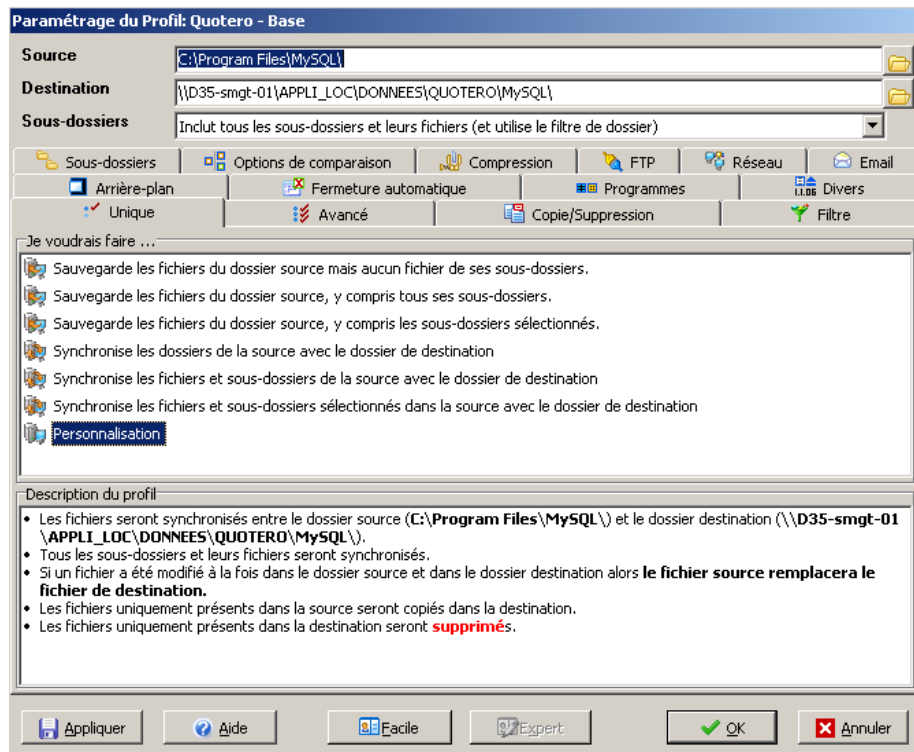 Paramétrage du Profil: Quotero - Base
Source
C:\Program Files\MySQL\
Destination
\\D35-smgt-01\APPLI_LOC\DONNEES\QUOTERO\MySQL\
Sous-dossiers
Inclut tous les sous-dossiers et leurs fichiers (et utilise le filtre de dossier)
Sous-dossiers Options de comparaison Compression FTP Réseau Email
Arrière-plan Fermeture automatique Programmes Divers
Unique Avancé Copie/Suppression Filtre
Je voudrais faire ...
Sauvegarde les fichiers du dossier source mais aucun fichier de ses sous-dossiers.
Sauvegarde les fichiers du dossier source, y compris tous ses sous-dossiers.
Sauvegarde les fichiers du dossier source, y compris les sous-dossiers sélectionnés.
Synchronise les dossiers de la source avec le dossier de destination
Synchronise les fichiers et sous-dossiers de la source avec le dossier de destination
Synchronise les fichiers et sous-dossiers sélectionnés dans la source avec le dossier de destination
Personnalisation
Description du profil
• Les fichiers seront synchronisés entre le dossier source (C:\Program Files\MySQL\) et le dossier destination (\\D35-smgt-01
\APPLI_LOC\DONNEES\QUOTERO\MySQL\).
• Tous les sous-dossiers et leurs fichiers seront synchronisés.
• Si un fichier a été modifié à la fois dans le dossier source et dans le dossier destination alors le fichier source remplacera le
fichier de destination.
• Les fichiers uniquement présents dans la source seront copiés dans la destination.
• Les fichiers uniquement présents dans la destination seront supprimés.
Appliquer Aide Facile Expert OK Annuler